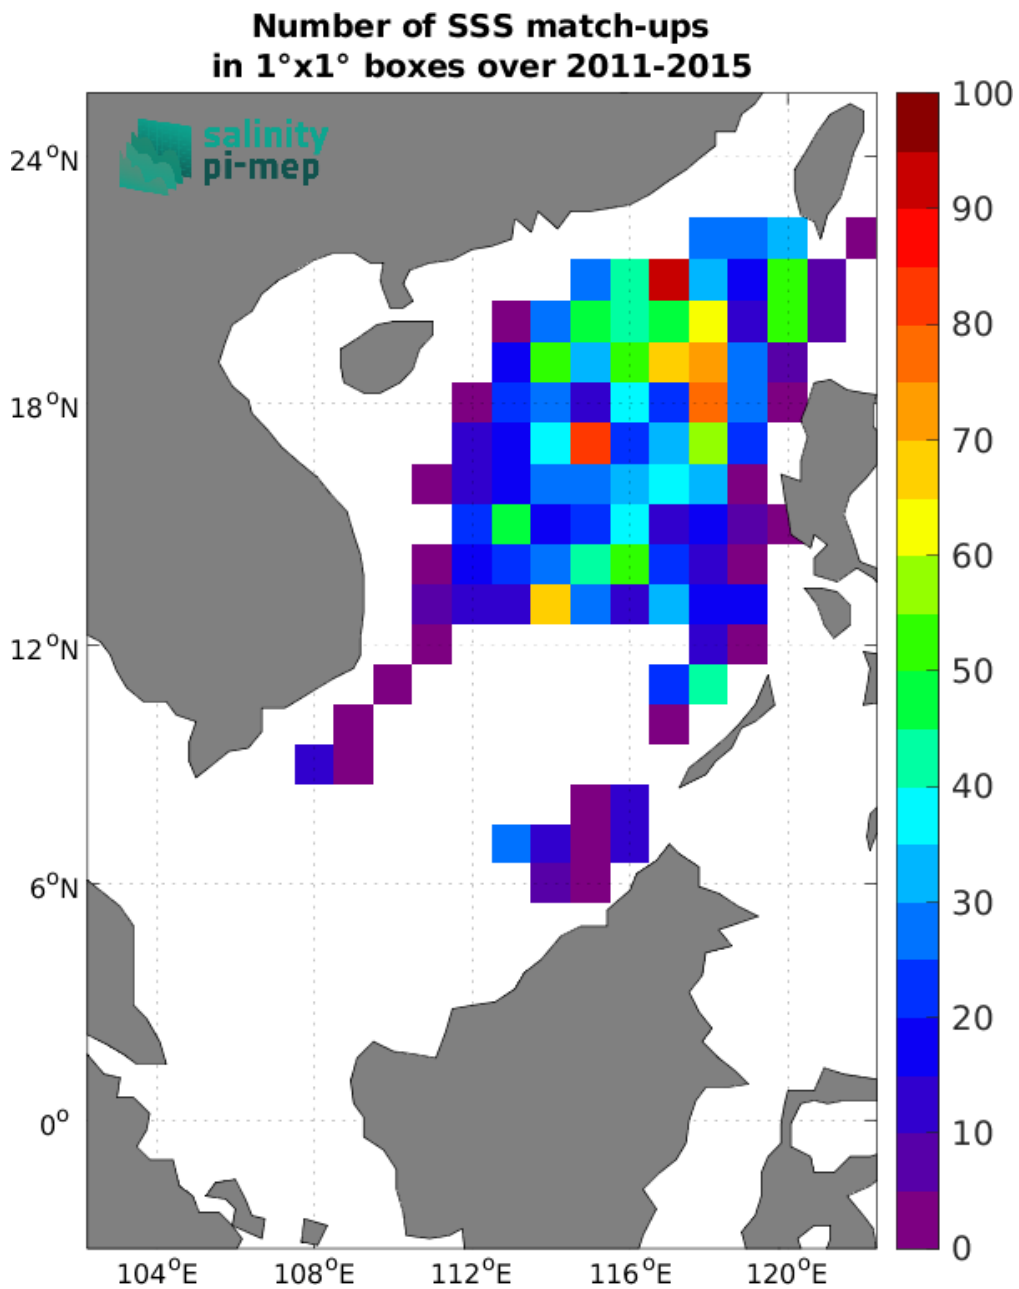 Number of SSS match-ups
in 1°x1° boxes over 2011-2015
salinity
pi-mep
24°N
18°N
12°N
6°N
0°
104°E 108°E 112°E 116°E 120°E
100
90
80
70
60
50
40
30
20
10
0